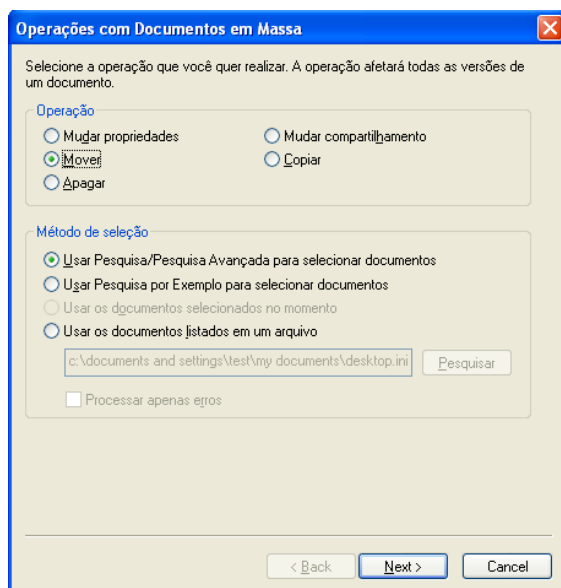 Operações com Documentos em Massa
Selecione a operação que você quer realizar. A operação afetará todas as versões de
um documento.
Operação
Mudar propriedades
Mudar compartilhamento
Mover
Copiar
Apagar
Método de seleção
Usar Pesquisa/Pesquisa Avançada para selecionar documentos
Usar Pesquisa por Exemplo para selecionar documentos
Usar os documentos selecionados no momento
Usar os documentos listados em um arquivo
c:\documents and settings\test\my documents\desktop.ini
Pesquisar
Processar apenas erros
< Back
Next >
Cancel